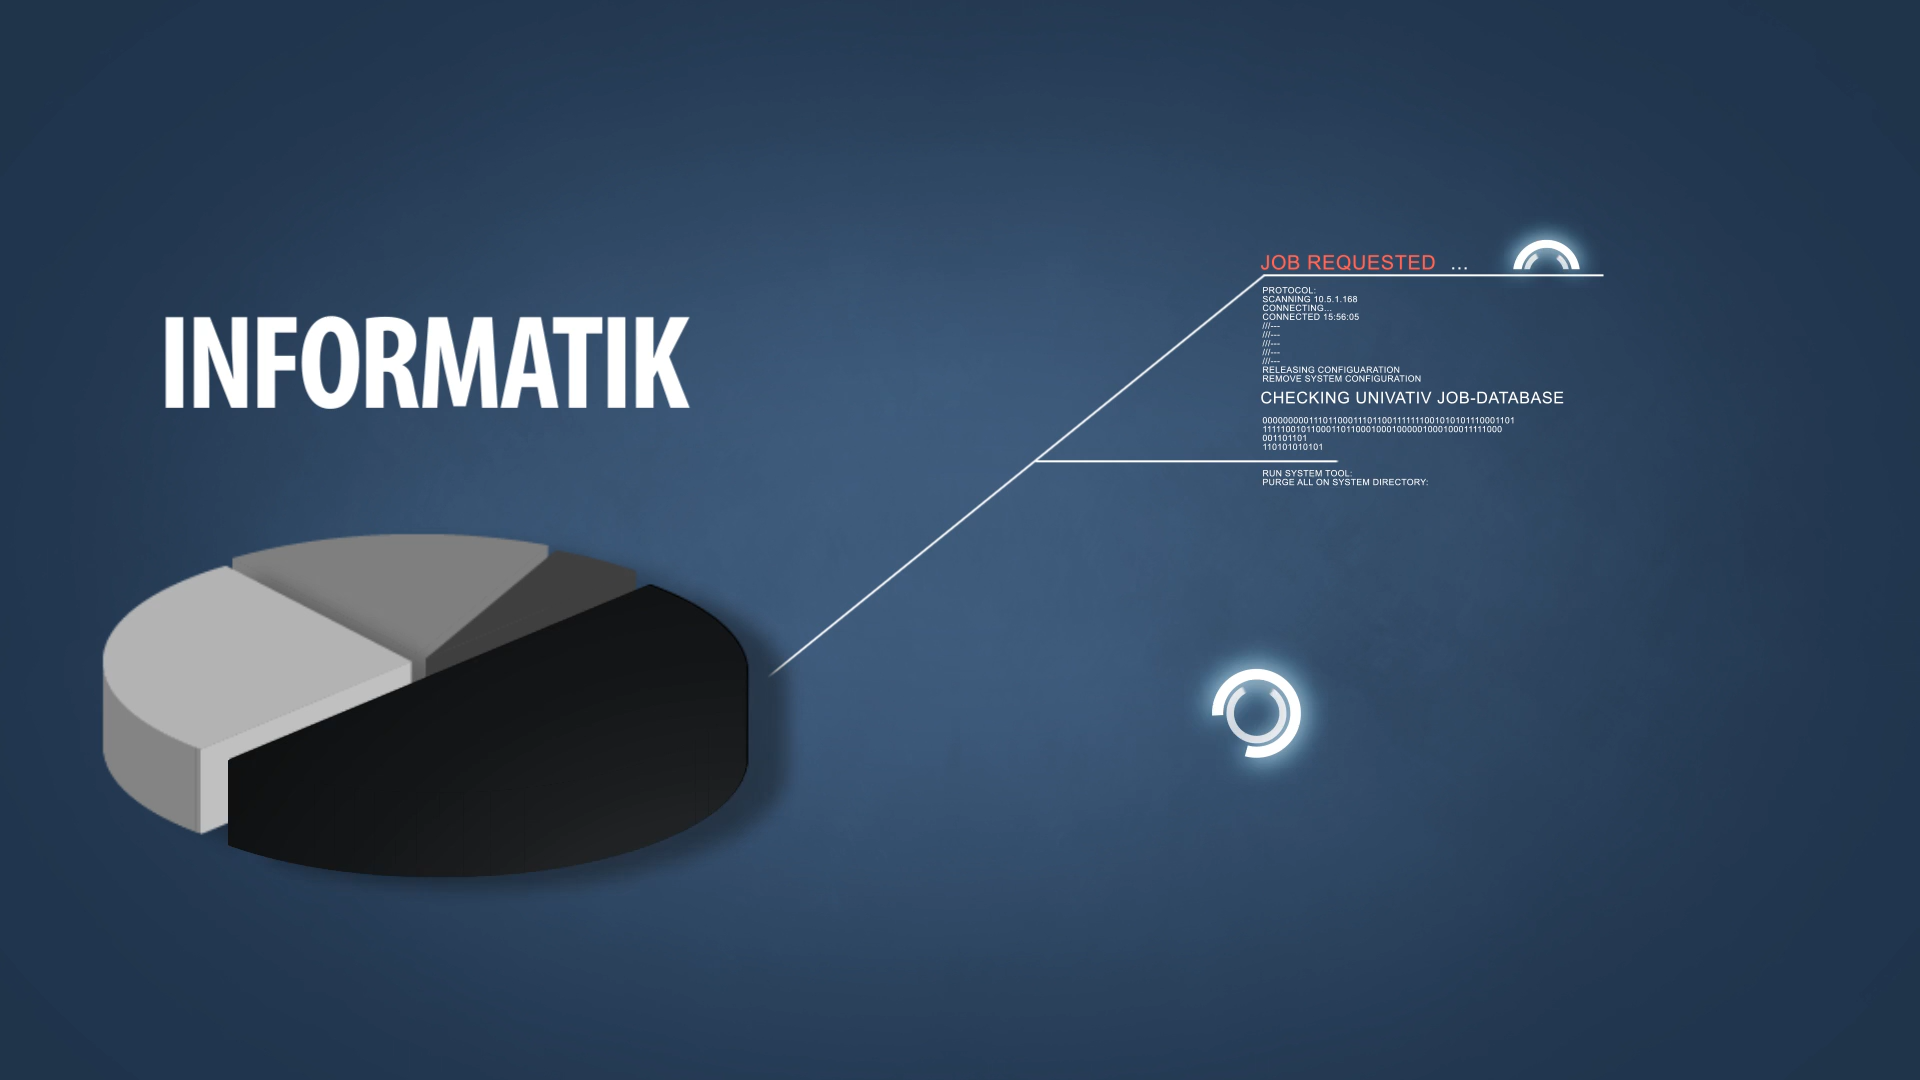 INFORMATIK
JOB REQUESTED ...
PROTOCOL:
SCANNING 10.5.1.168
CONNECTING...
CONNECTED 15:56:05
///---
///---
///---
///---
///---
RELEASING CONFIGUARATION
REMOVE SYSTEM CONFIGURATION
CHECKING UNIVATIV JOB-DATABASE
001101101
110101010101
RUN SYSTEM TOOL:
PURGE ALL ON SYSTEM DIRECTORY: